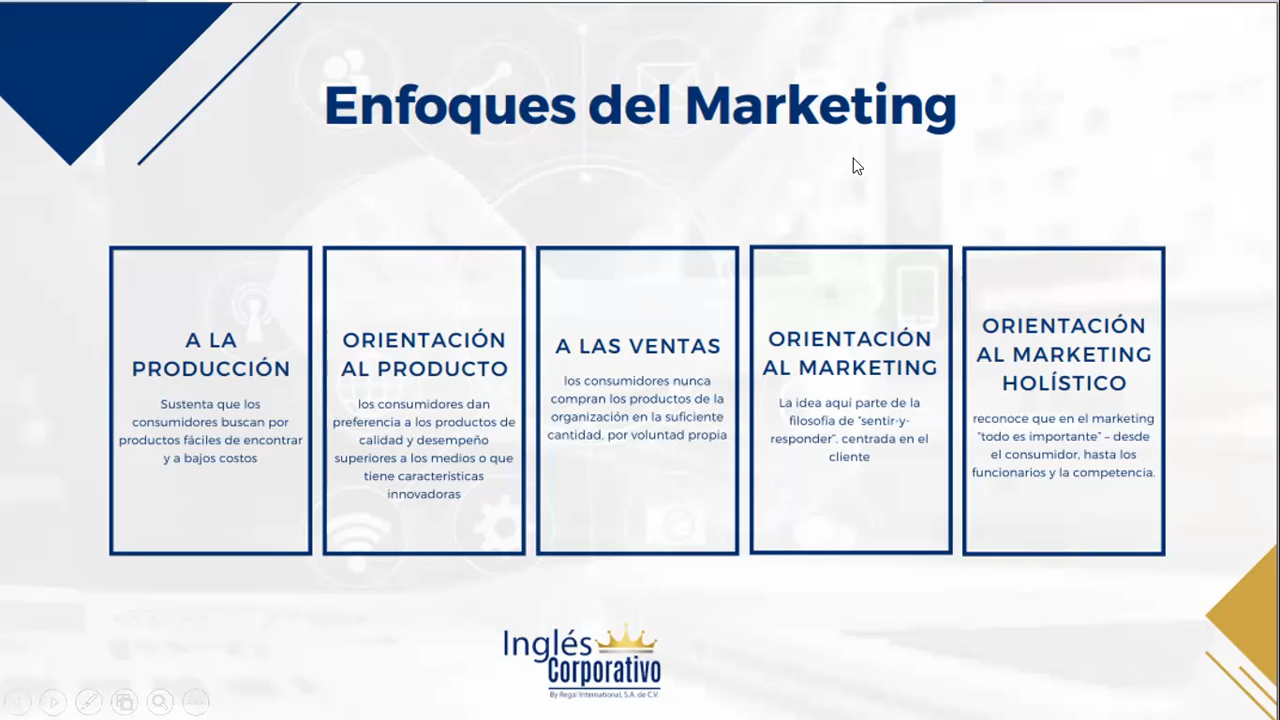 Enfoques del Marketing
A LA
PRODUCCIÓN
Sustenta que los
consumidores buscan por
productos fáciles de encontrar
y a bajos costos
ORIENTACIÓN
AL PRODUCTO
los consumidores dan
preferencia a los productos de
calidad y desempeño
superiores a los medios o que
tiene características
innovadoras
A LAS VENTAS
los consumidores nunca
compran los productos de la
organización en la suficiente
cantidad, por voluntad propia
ORIENTACIÓN
AL MARKETING
La idea aquí parte de la
filosofía de "sentir-y-
responder", centrada en el
cliente
ORIENTACIÓN
AL MARKETING
HOLÍSTICO
reconoce que en el marketing
"todo es importante" – desde
el consumidor, hasta los
funcionarios y la competencia.
Inglés
Corporativo
By Regal International, S.A. de C.V.